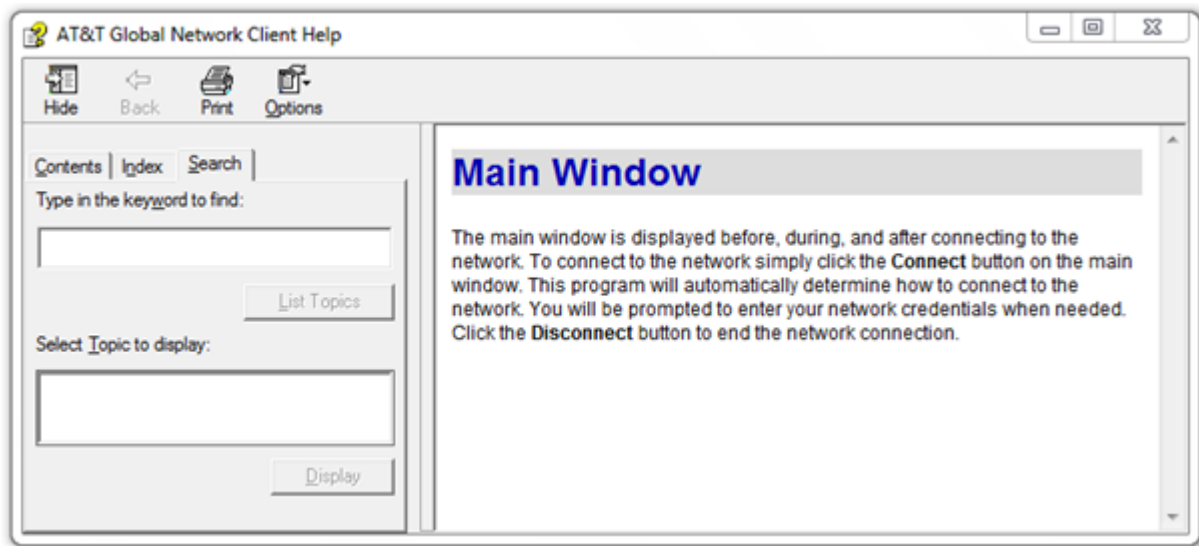 AT&T Global Network Client Help
Hide Back Print Options
Contents Index Search
Type in the keyword to find:
List Topics
Select Topic to display:
Display
Main Window
The main window is displayed before, during, and after connecting to the
network. To connect to the network simply click the Connect button on the main
window. This program will automatically determine how to connect to the
network. You will be prompted to enter your network credentials when needed.
Click the Disconnect button to end the network connection.